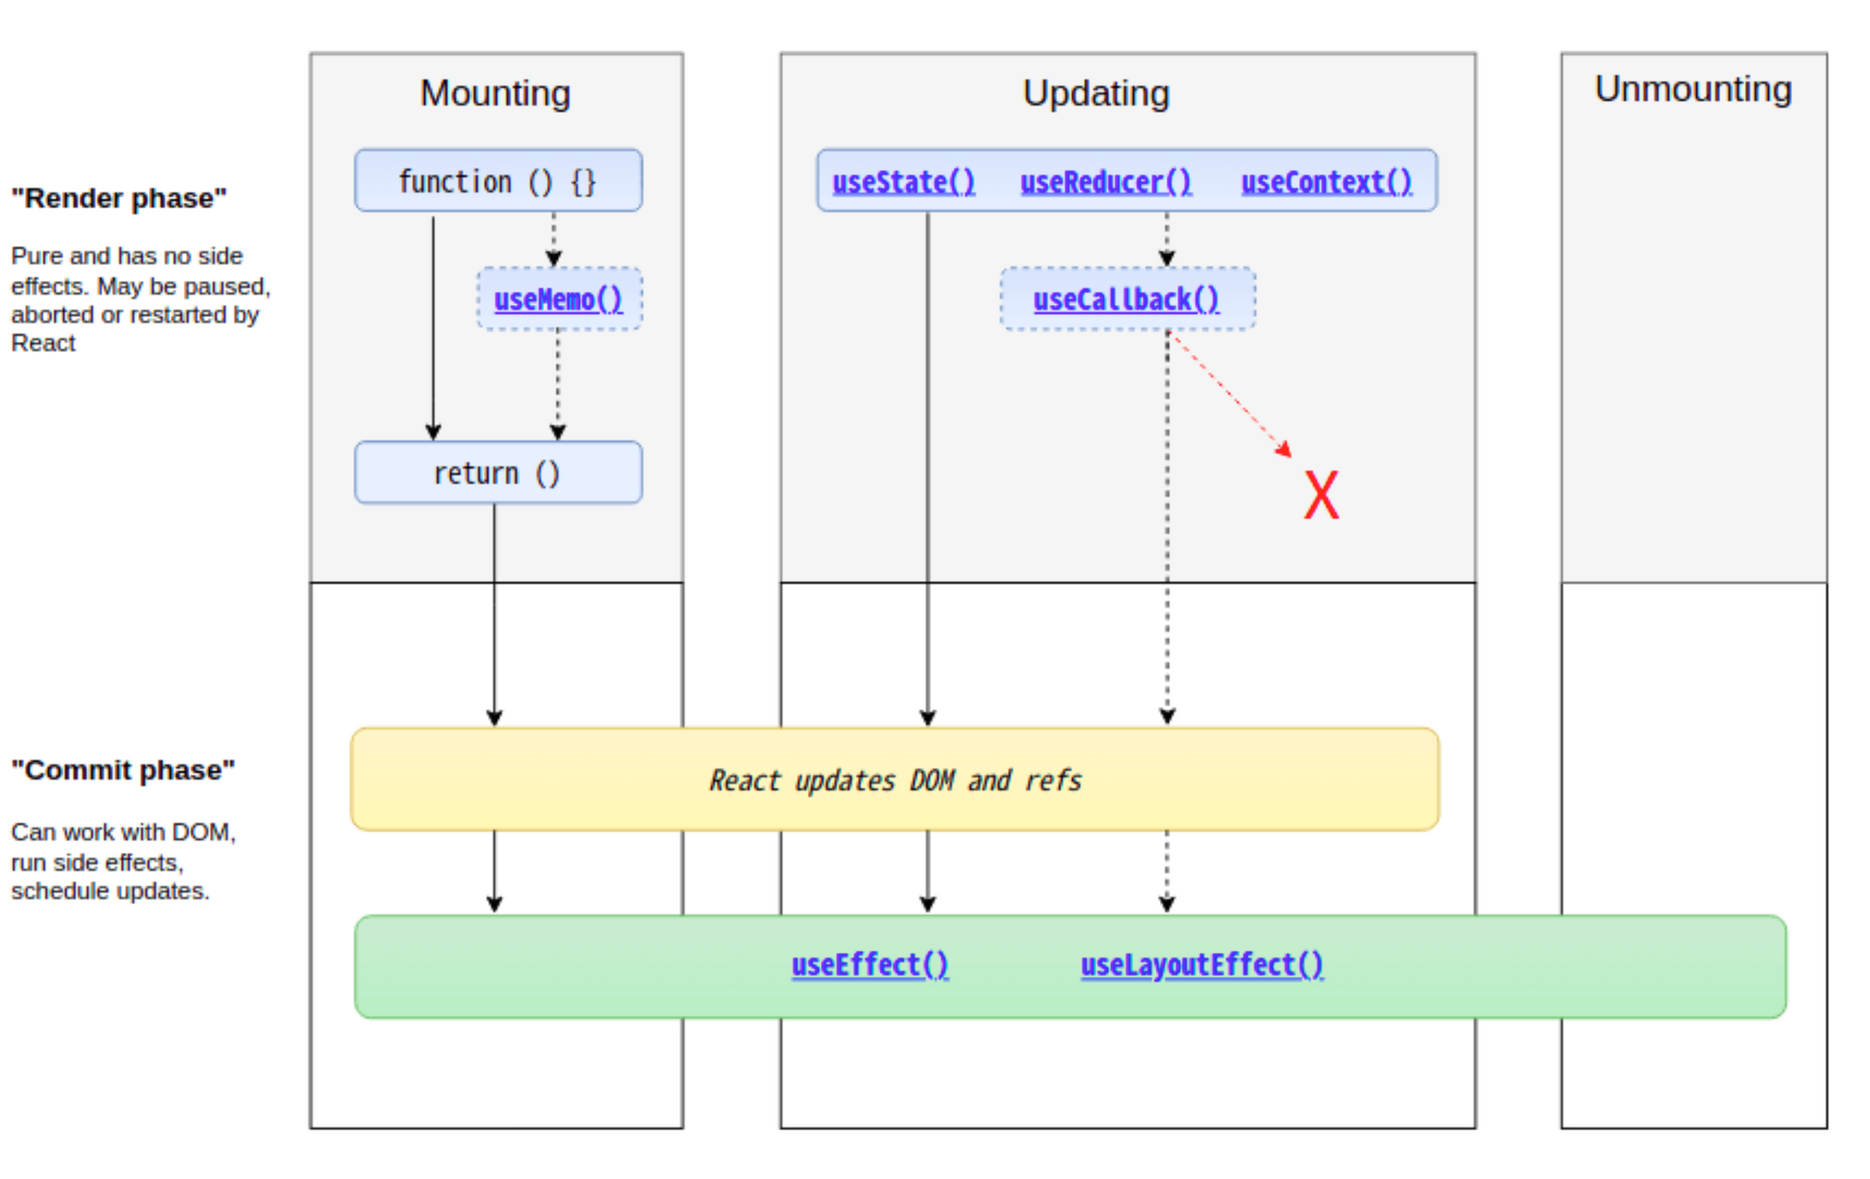 Mounting
Updating
Unmounting
function () {}
useState() useReducer() useContext()
"Render phase"
Pure and has no side
effects. May be paused,
aborted or restarted by
React
useMemo()
useCallback()
return ()
X
"Commit phase"
Can work with DOM,
run side effects,
schedule updates.
React updates DOM and refs
useEffect() useLayoutEffect()